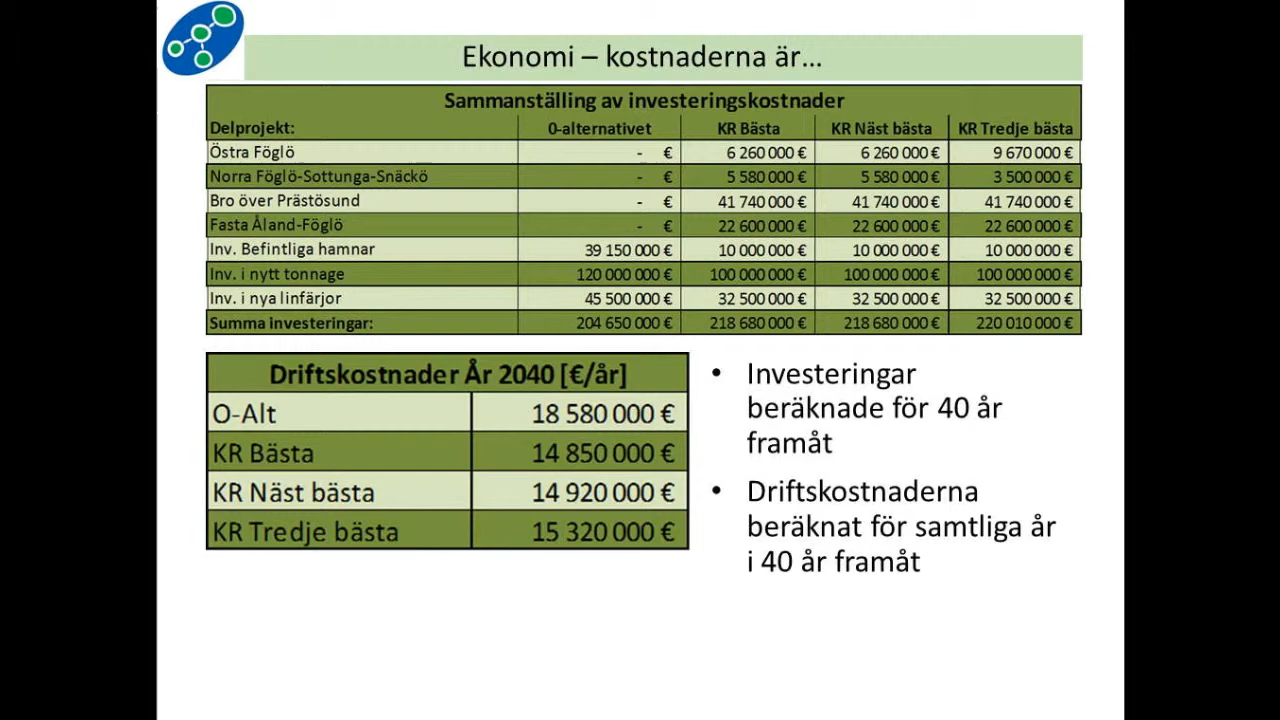 Ekonomi – kostnaderna är...
Sammanställing av investeringskostnader
Delprojekt: 0-alternativet KR Bästa KR Näst bästa KR Tredje bästa
Östra Föglö - € 6 260 000 € 6 260 000 € 9 670 000 €
Norra Föglö-Sottunga-Snäckö - € 5 580 000 € 5 580 000 € 3 500 000 €
Bro över Prästösund - € 41 740 000 € 41 740 000 € 41 740 000 €
Fasta Åland-Föglö - € 22 600 000 € 22 600 000 € 22 600 000 €
Inv. Befintliga hamnar 39 150 000 € 10 000 000 € 10 000 000 € 10 000 000 €
Inv. i nytt tonnage 120 000 000 € 100 000 000 € 100 000 000 € 100 000 000 €
Inv. i nya linfärjor 45 500 000 € 32 500 000 € 32 500 000 € 32 500 000 €
Summa investeringar: 204 650 000 € 218 680 000 € 218 680 000 € 220 010 000 €
Driftskostnader År 2040 [€/år]
O-Alt 18 580 000 €
KR Bästa 14 850 000 €
KR Näst bästa 14 920 000 €
KR Tredje bästa 15 320 000 €
• Investeringar
beräknade för 40 år
framåt
• Driftskostnaderna
beräknat för samtliga år
i 40 år framåt